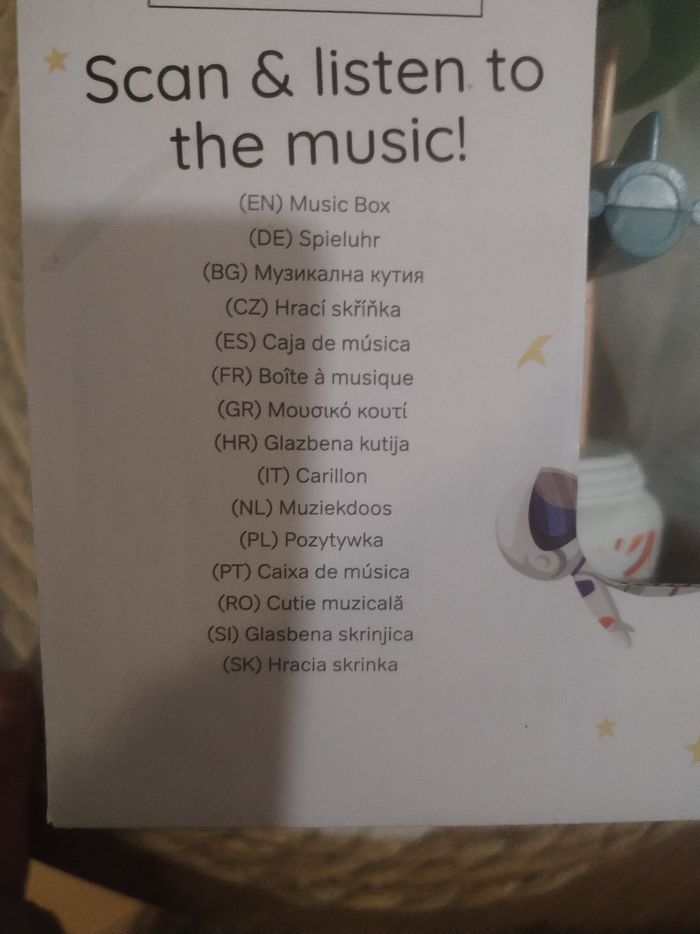 Scan & listen to
the music!
(EN) Music Box
(DE) Spieluhr
(BG) Музикална кутия
(CZ) Hrací skříňka
(ES) Caja de música
(FR) Boîte à musique
(GR) Μουσικό κουτί
(HR) Glazbena kutija
(IT) Carillon
(NL) Muziekdoos
(PL) Pozytywka
(PT) Caixa de música
(RO) Cutie muzicală
(SI) Glasbena skrinjica
(SK) Hracia skrinka